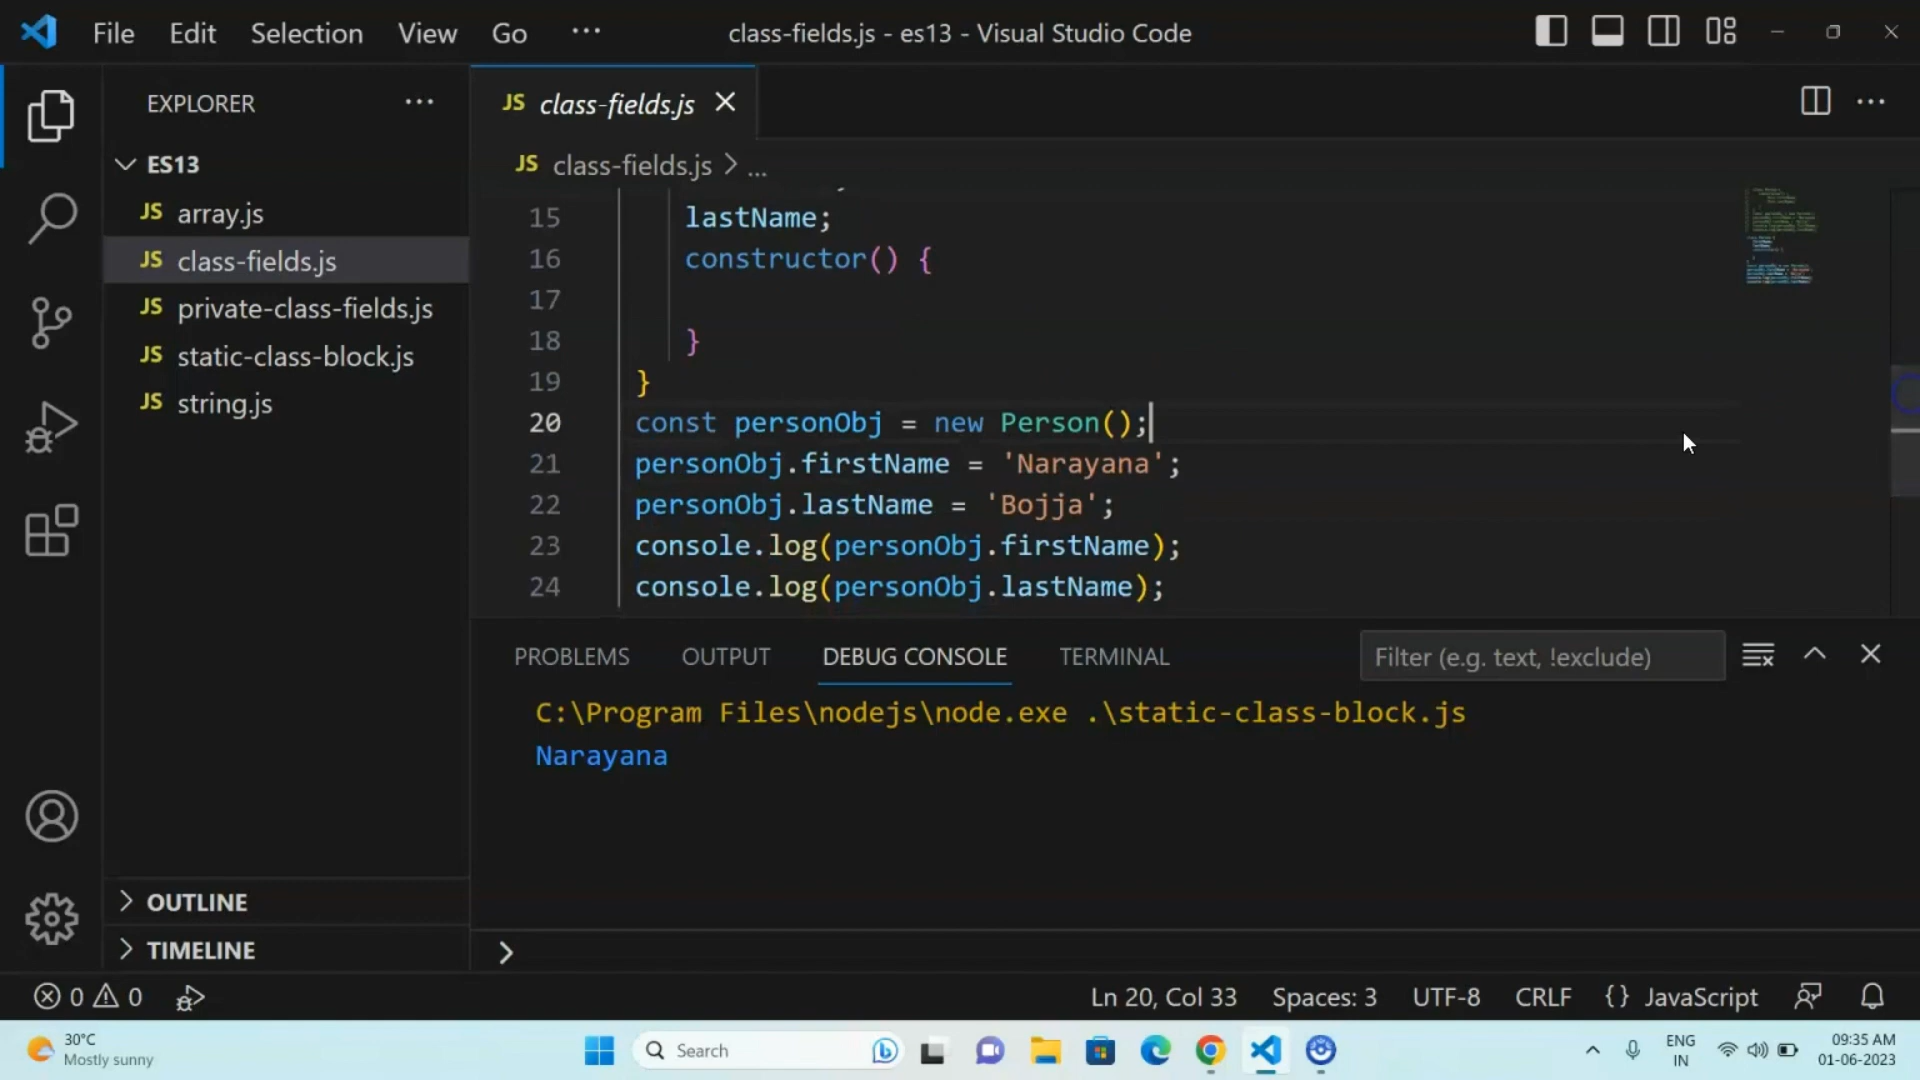 File Edit Selection View Go ··· class-fields.js - es13 - Visual Studio Code
EXPLORER ···
ES13
JS array.js
JS class-fields.js
JS private-class-fields.js
JS static-class-block.js
JS string.js
OUTLINE
TIMELINE
JS class-fields.js
JS class-fields.js > ...
15 lastName;
16 constructor() {
17
18 }
19 }
20 const personObj = new Person();
21 personObj.firstName = 'Narayana';
22 personObj.lastName = 'Bojja';
23 console.log(personObj.firstName);
24 console.log(personObj.lastName);
PROBLEMS OUTPUT DEBUG CONSOLE TERMINAL Filter (e.g. text, !exclude)
C:\Program Files\nodejs\node.exe .\static-class-block.js
Narayana
>
0 0 Ln 20, Col 33 Spaces: 3 UTF-8 CRLF {} JavaScript
30°C
Mostly sunny
Search
ENG
IN
09:35 AM
01-06-2023